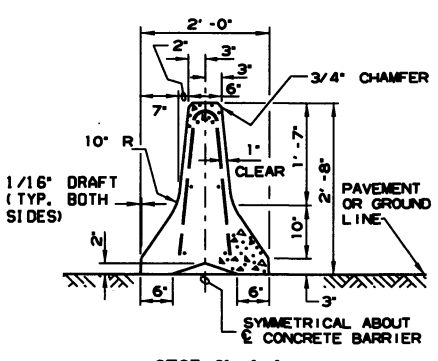 2'-0"
2"
3"
3"
6"
7"
3/4" CHAMFER
10" R
1"
CLEAR
1'-7"
2'-8"
1/16" DRAFT
(TYP. BOTH
SIDES)
PAVEMENT
OR GROUND
LINE
10"
2"
6"
6"
3"
SYMMETRICAL ABOUT
℄ CONCRETE BARRIER